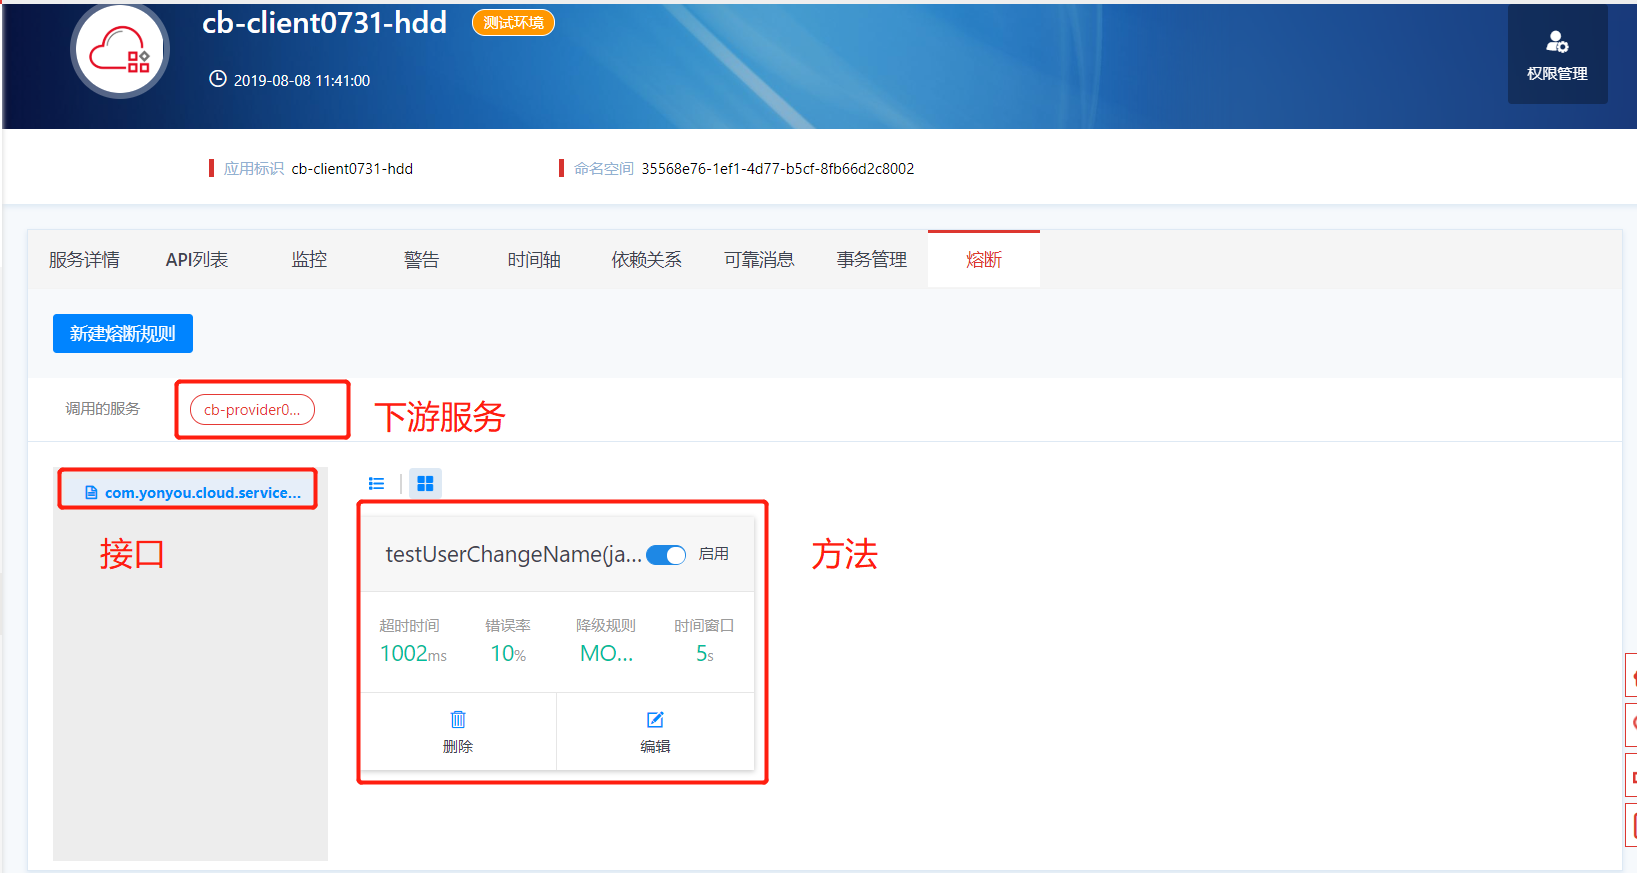 cb-client0731-hdd 测试环境
2019-08-08 11:41:00
权限管理
应用标识 cb-client0731-hdd 命名空间 35568e76-1ef1-4d77-b5cf-8fb66d2c8002
服务详情 API列表 监控 警告 时间轴 依赖关系 可靠消息 事务管理 熔断
新建熔断规则
调用的服务 cb-provider0... 下游服务
com.yonyou.cloud.service...
接口
testUserChangeName(ja... 启用
方法
超时时间 错误率 降级规则 时间窗口
1002ms 10% MO... 5s
删除 编辑